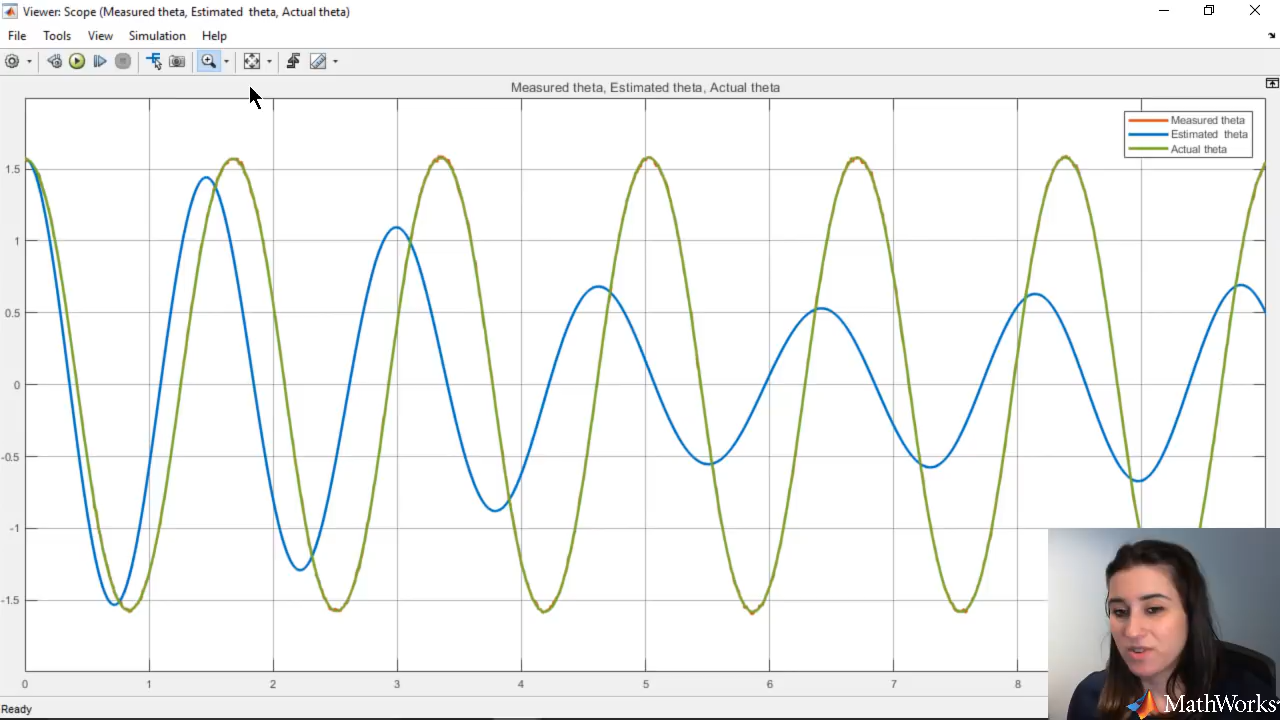 Viewer: Scope (Measured theta, Estimated  theta, Actual theta)
File Tools View Simulation Help
Measured theta, Estimated theta, Actual theta
Measured theta
Estimated  theta
Actual theta
1.5
1
0.5
0
-0.5
-1
-1.5
0 1 2 3 4 5 6 7 8
Ready
MathWorks